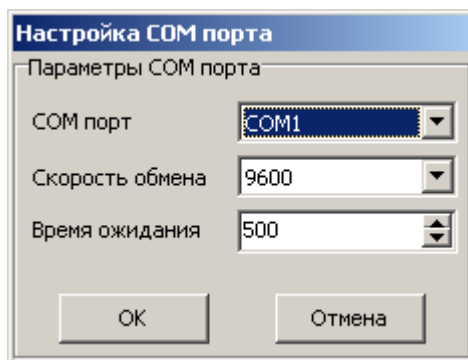 Настройка COM порта
Параметры COM порта
COM порт COM1
Скорость обмена 9600
Время ожидания 500
OK Отмена